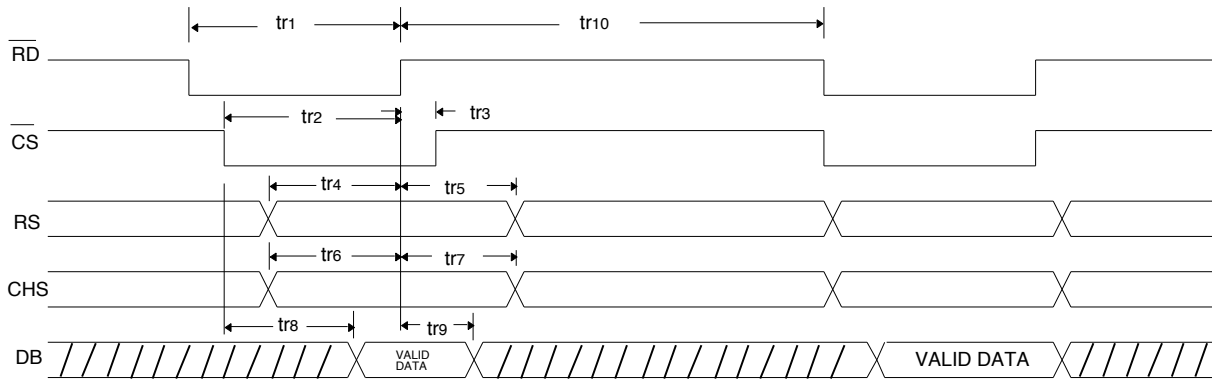 tr1 tr10
RD
tr2 tr3
CS
tr4 tr5
RS
tr6 tr7
CHS
tr8 tr9
DB VALID DATA VALID DATA